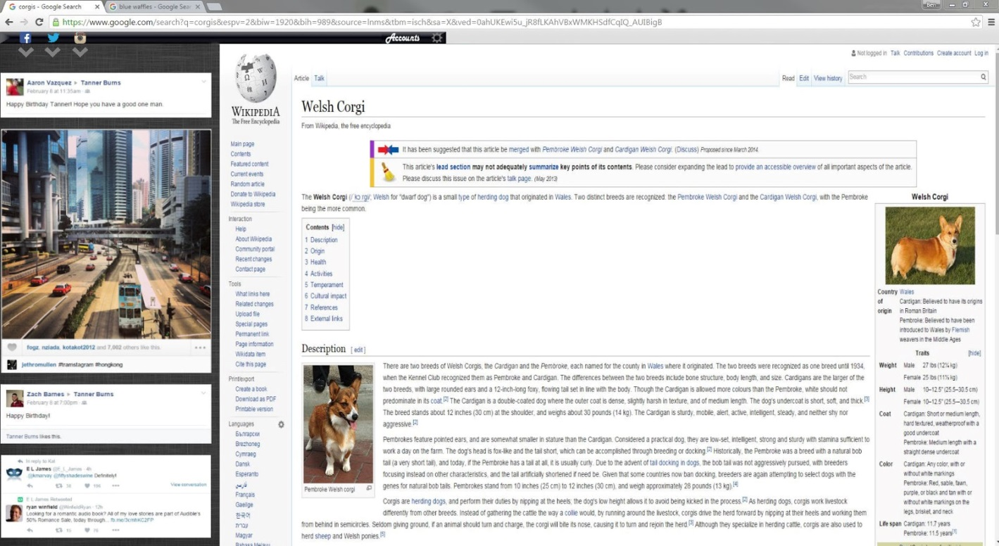 corgis - Google Search
blue waffles - Google Sear
Ben
https://www.google.com/search?q=corgis&espv=2&biw=1920&bih=989&source=lnms&tbm=isch&sa=X&ved=0ahUKEwi5u_jR8fLKAhVBxWMKHSdfCqIQ_AUIBigB
Accounts
Aaron Vazquez ▸ Tanner Burns
February 8 at 11:35am
Happy Birthday Tanner! Hope you have a good one man.
fogz, nziada, kotakot2012 and 7,002 others like this.
jethromullen #tramstagram #hongkong
Zach Barnes ▸ Tanner Burns
February 8 at 7:00pm
Happy Birthday!
Tanner Burns likes this.
In reply to Kat
E L James @E_L_James · 4h
@kmarvay @fiftyshadeswine Definitely!
View conversation
E L James Retweeted
ryan winfield @WinfieldRyan · 12h
Looking for a romantic audio book? All of my love stories are part of Audible's
50% Romance Sale, today through...
WIKIPEDIA
The Free Encyclopedia
Main page
Contents
Featured content
Current events
Random article
Donate to Wikipedia
Wikipedia store
Interaction
Help
About Wikipedia
Community portal
Recent changes
Contact page
Tools
What links here
Related changes
Upload file
Special pages
Permanent link
Page information
Wikidata item
Cite this page
Print/export
Create a book
Download as PDF
Printable version
Languages
Български
Brezhoneg
Cymraeg
Dansk
Esperanto
فارسی
Français
Gaeilge
한국어
עברית
Magyar
Bahasa Melayu
Not logged in Talk Contributions Create account Log in
Article Talk
Read Edit View history Search
Welsh Corgi
From Wikipedia, the free encyclopedia
It has been suggested that this article be merged with Pembroke Welsh Corgi and Cardigan Welsh Corgi. (Discuss) Proposed since March 2014.
This article's lead section may not adequately summarize key points of its contents. Please consider expanding the lead to provide an accessible overview of all important aspects of the article.
Please discuss this issue on the article's talk page. (May 2013)
The Welsh Corgi (/ˈkɔːrɡi/; Welsh for "dwarf dog") is a small type of herding dog that originated in Wales. Two distinct breeds are recognized: the Pembroke Welsh Corgi and the Cardigan Welsh Corgi, with the Pembroke
being the more common.
Contents [hide]
1 Description
2 Origin
3 Health
4 Activities
5 Temperament
6 Cultural impact
7 References
8 External links
Description [ edit ]
Pembroke Welsh corgi
There are two breeds of Welsh Corgis, the Cardigan and the Pembroke, each named for the county in Wales where it originated. The two breeds were recognized as one breed until 1934,
when the Kennel Club recognized them as Pembroke and Cardigan. The differences between the two breeds include bone structure, body length, and size. Cardigans are the larger of
the two breeds, with large rounded ears and a 12-inch-long foxy, flowing tail set in line with the body. Though the Cardigan is allowed more colours than the Pembroke, white should not
predominate in its coat.[2] The Cardigan is a double-coated dog where the outer coat is dense, slightly harsh in texture, and of medium length. The dog's undercoat is short, soft, and thick.[3]
The breed stands about 12 inches (30 cm) at the shoulder, and weighs about 30 pounds (14 kg). The Cardigan is sturdy, mobile, alert, active, intelligent, steady, and neither shy nor
aggressive.[2]
Pembrokes feature pointed ears, and are somewhat smaller in stature than the Cardigan. Considered a practical dog, they are low-set, intelligent, strong and sturdy with stamina sufficient to
work a day on the farm. The dog's head is fox-like and the tail short, which can be accomplished through breeding or docking.[2] Historically, the Pembroke was a breed with a natural bob
tail (a very short tail), and today, if the Pembroke has a tail at all, it is usually curly. Due to the advent of tail docking in dogs, the bob tail was not aggressively pursued, with breeders
focusing instead on other characteristics, and the tail artificially shortened if need be. Given that some countries now ban docking, breeders are again attempting to select dogs with the
genes for natural bob tails. Pembrokes stand from 10 inches (25 cm) to 12 inches (30 cm), and weigh approximately 28 pounds (13 kg).[4]
Corgis are herding dogs, and perform their duties by nipping at the heels; the dog's low height allows it to avoid being kicked in the process.[2] As herding dogs, corgis work livestock
differently from other breeds. Instead of gathering the cattle the way a collie would, by running around the livestock, corgis drive the herd forward by nipping at their heels and working them
from behind in semicircles. Seldom giving ground, if an animal should turn and charge, the corgi will bite its nose, causing it to turn and rejoin the herd.[3] Although they specialize in herding cattle, corgis are also used to
herd sheep and Welsh ponies.[5]
Welsh Corgi
Country of origin Wales
Cardigan: Believed to have its origins
in Roman Britain
Pembroke: Believed to have been
introduced to Wales by Flemish
weavers in the Middle Ages
Traits [hide]
Weight Male 27 lbs (12¼ kg)
Female 25 lbs (11¼ kg)
Height Male 10–12.5" (25.5–30.5 cm)
Female 10–12.5" (25.5–30.5 cm)
Coat Cardigan: Short or medium length,
hard textured, weatherproof with a
good undercoat
Pembroke: Medium length with a
straight dense undercoat
Color Cardigan: Any color, with or
without white markings
Pembroke: Red, sable, fawn,
purple, or black and tan with or
without white markings on the
legs, brisket, and neck
Life span Cardigan: 11.7 years
Pembroke: 11.5 years[1]